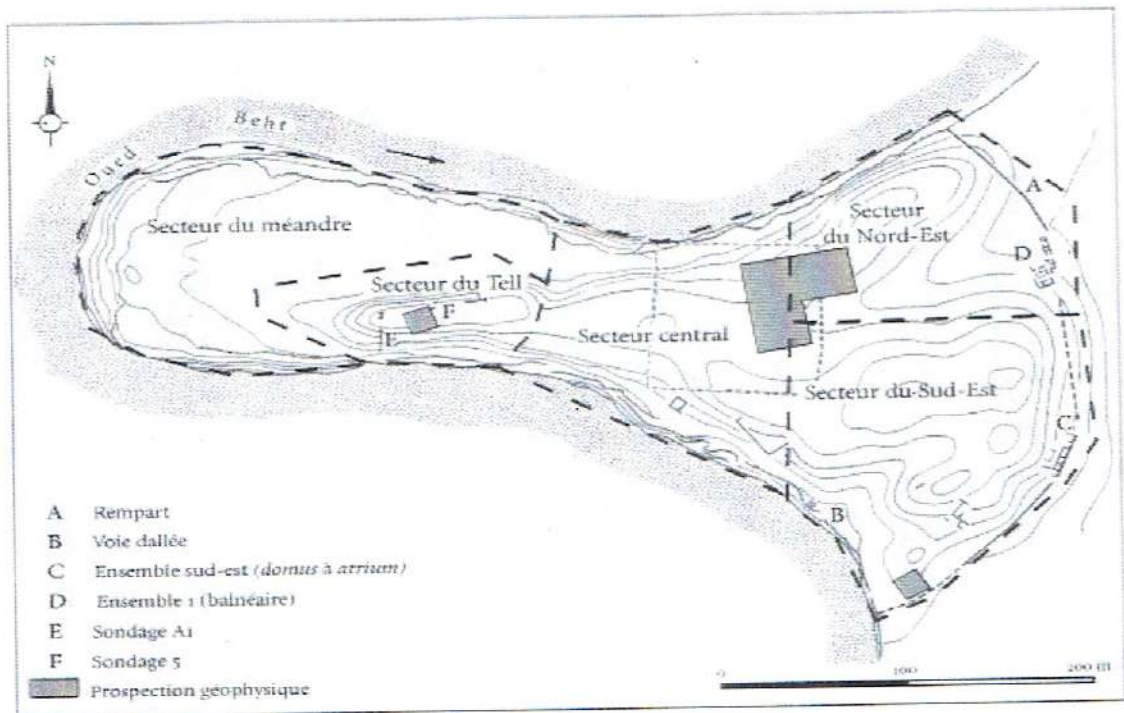 N
Oued Beht
A
Secteur du méandre
Secteur
du Nord-Est
D
Secteur du Tell
F
E
Secteur central
Secteur du Sud-Est
C
B
A Rempart
B Voie dallée
C Ensemble sud-est (domus à atrium)
D Ensemble 1 (balnéaire)
E Sondage A1
F Sondage 5
Prospection géophysique
0 100 200 m